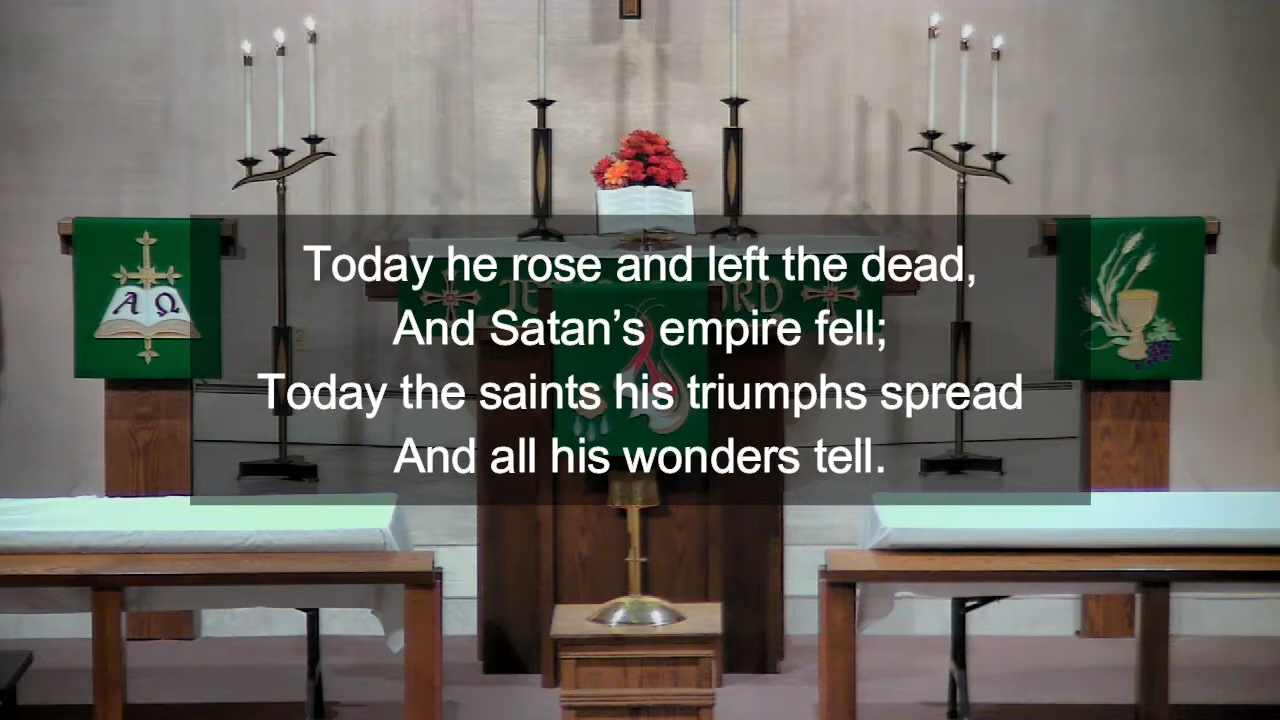 Today he rose and left the dead,
And Satan’s empire fell;
Today the saints his triumphs spread
And all his wonders tell.
Α Ω